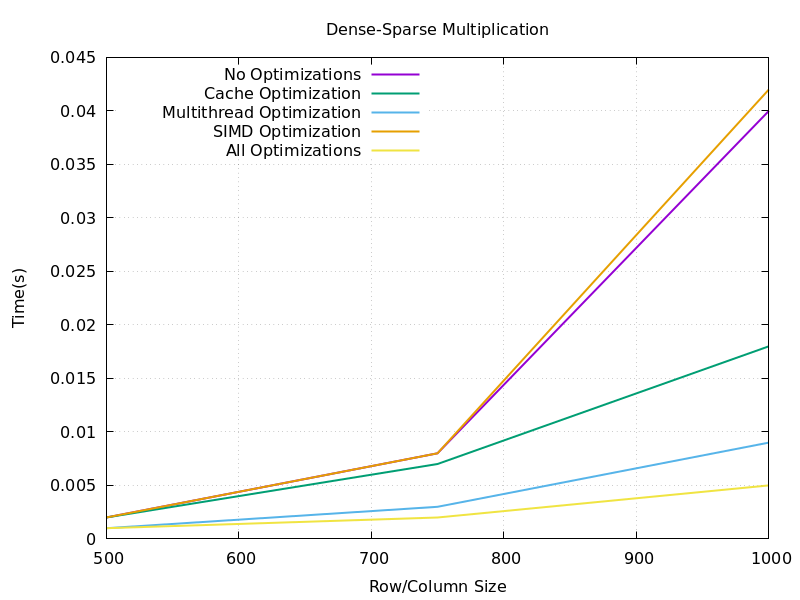 Dense-Sparse Multiplication
0.045
0.04
0.035
0.03
0.025
0.02
0.015
0.01
0.005
0
Time(s)
No Optimizations
Cache Optimization
Multithread Optimization
SIMD Optimization
All Optimizations
500 600 700 800 900 1000
Row/Column Size